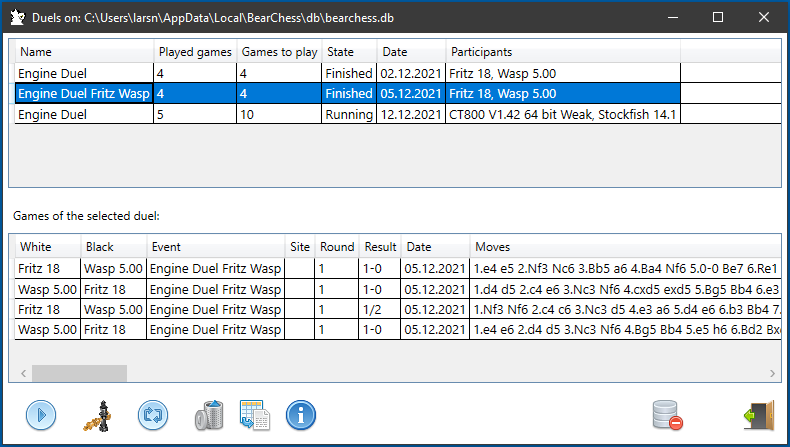 Duels on: C:\Users\larsn\AppData\Local\BearChess\db\bearchess.db
Name Played games Games to play State Date Participants
Engine Duel 4 4 Finished 02.12.2021 Fritz 18, Wasp 5.00
Engine Duel Fritz Wasp 4 4 Finished 05.12.2021 Fritz 18, Wasp 5.00
Engine Duel 5 10 Running 12.12.2021 CT800 V1.42 64 bit Weak, Stockfish 14.1
Games of the selected duel:
White Black Event Site Round Result Date Moves
Fritz 18 Wasp 5.00 Engine Duel Fritz Wasp 1 1-0 05.12.2021 1.e4 e5 2.Nf3 Nc6 3.Bb5 a6 4.Ba4 Nf6 5.0-0 Be7 6.Re1
Wasp 5.00 Fritz 18 Engine Duel Fritz Wasp 1 1-0 05.12.2021 1.d4 d5 2.c4 e6 3.Nc3 Nf6 4.cxd5 exd5 5.Bg5 Bb4 6.e3
Fritz 18 Wasp 5.00 Engine Duel Fritz Wasp 1 1/2 05.12.2021 1.Nf3 Nf6 2.c4 c6 3.Nc3 d5 4.e3 a6 5.d4 e6 6.b3 Bb4 7.
Wasp 5.00 Fritz 18 Engine Duel Fritz Wasp 1 1-0 05.12.2021 1.e4 e6 2.d4 d5 3.Nc3 Nf6 4.Bg5 Bb4 5.e5 h6 6.Bd2 Bx